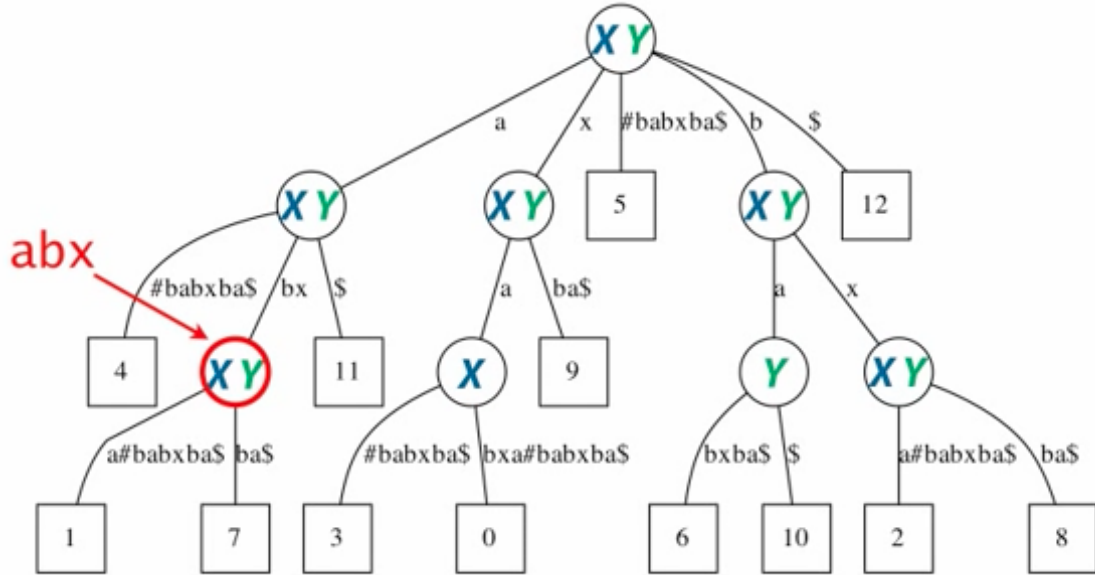 X Y
a x #babxba$ b $
X Y X Y 5 X Y 12
abx
#babxba$ bx $ a ba$ a x
4 X Y 11 X 9 Y X Y
a#babxba$ ba$ #babxba$ bxa#babxba$ bxba$ $ a#babxba$ ba$
1 7 3 0 6 10 2 8